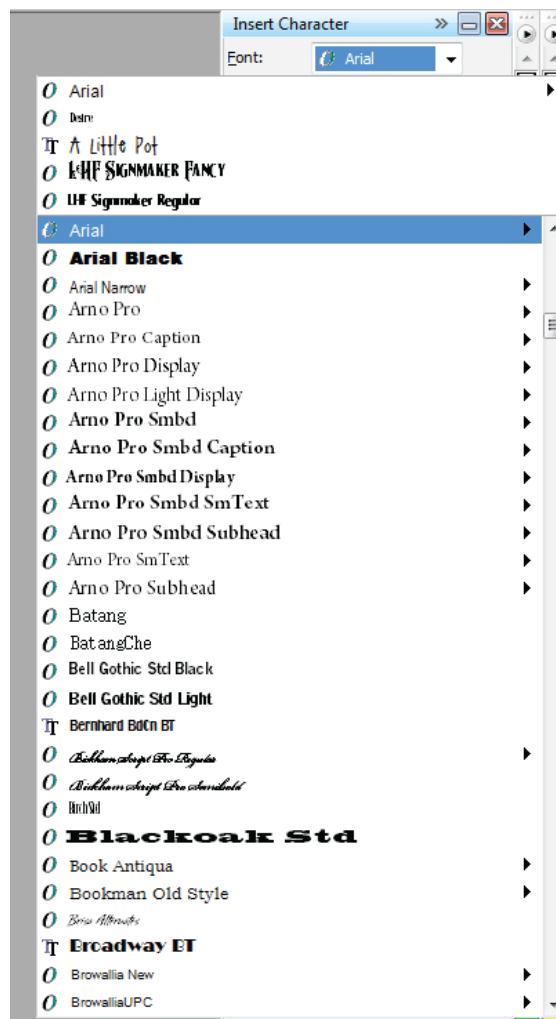 Insert Character
Font: Arial
Arial
Desire
A Little Pot
LHF SIGNMAKER FANCY
LHF Signmaker Regular
Arial
Arial Black
Arial Narrow
Arno Pro
Arno Pro Caption
Arno Pro Display
Arno Pro Light Display
Arno Pro Smbd
Arno Pro Smbd Caption
Arno Pro Smbd Display
Arno Pro Smbd SmText
Arno Pro Smbd Subhead
Arno Pro SmText
Arno Pro Subhead
Batang
BatangChe
Bell Gothic Std Black
Bell Gothic Std Light
Bernhard BdCn BT
Bickham Script Pro Regular
Bickham Script Pro Semibold
Birch Std
Blackoak Std
Book Antiqua
Bookman Old Style
Briso Alternates
Broadway BT
Browallia New
BrowalliaUPC